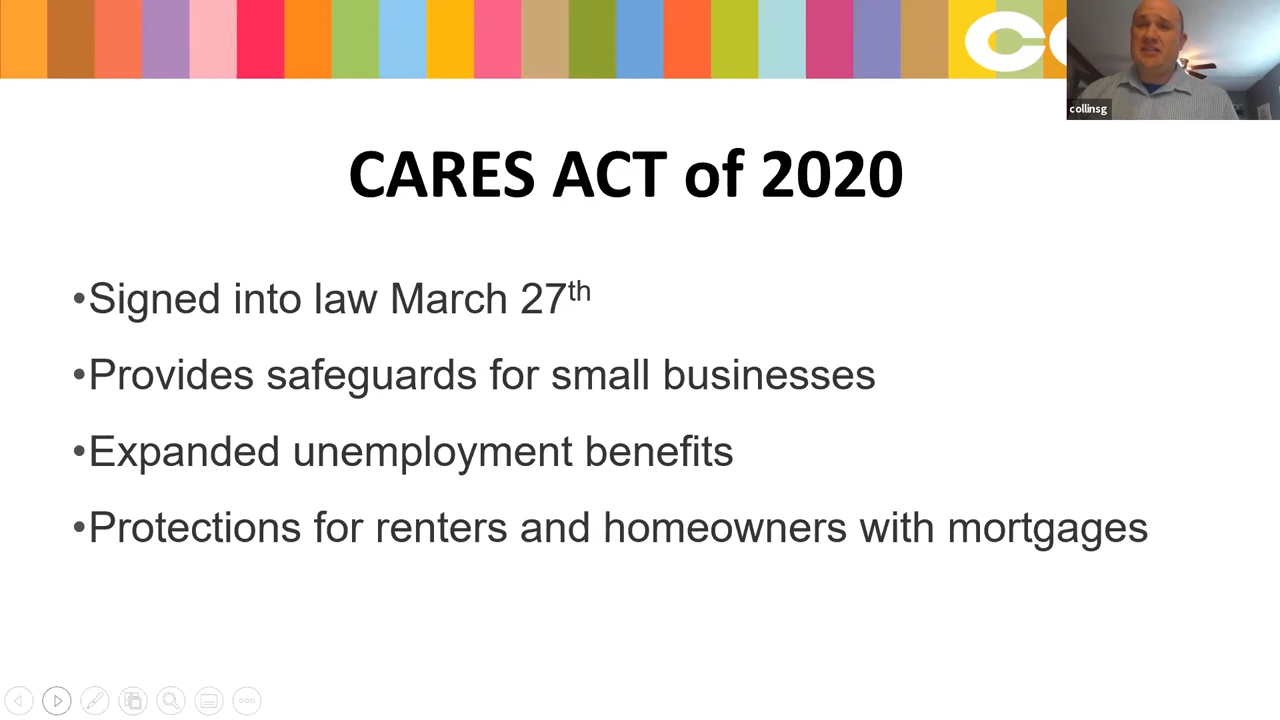 collinsg
CARES ACT of 2020
•Signed into law March 27th
•Provides safeguards for small businesses
•Expanded unemployment benefits
•Protections for renters and homeowners with mortgages